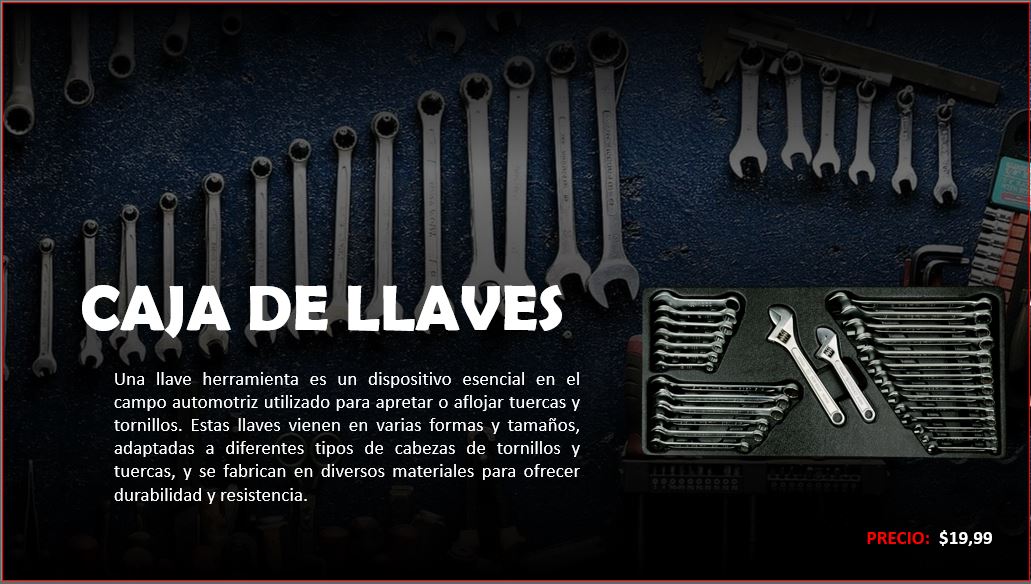 CAJA DE LLAVES
Una llave herramienta es un dispositivo esencial en el
campo automotriz utilizado para apretar o aflojar tuercas y
tornillos. Estas llaves vienen en varias formas y tamaños,
adaptadas a diferentes tipos de cabezas de tornillos y
tuercas, y se fabrican en diversos materiales para ofrecer
durabilidad y resistencia.
PRECIO: $19,99